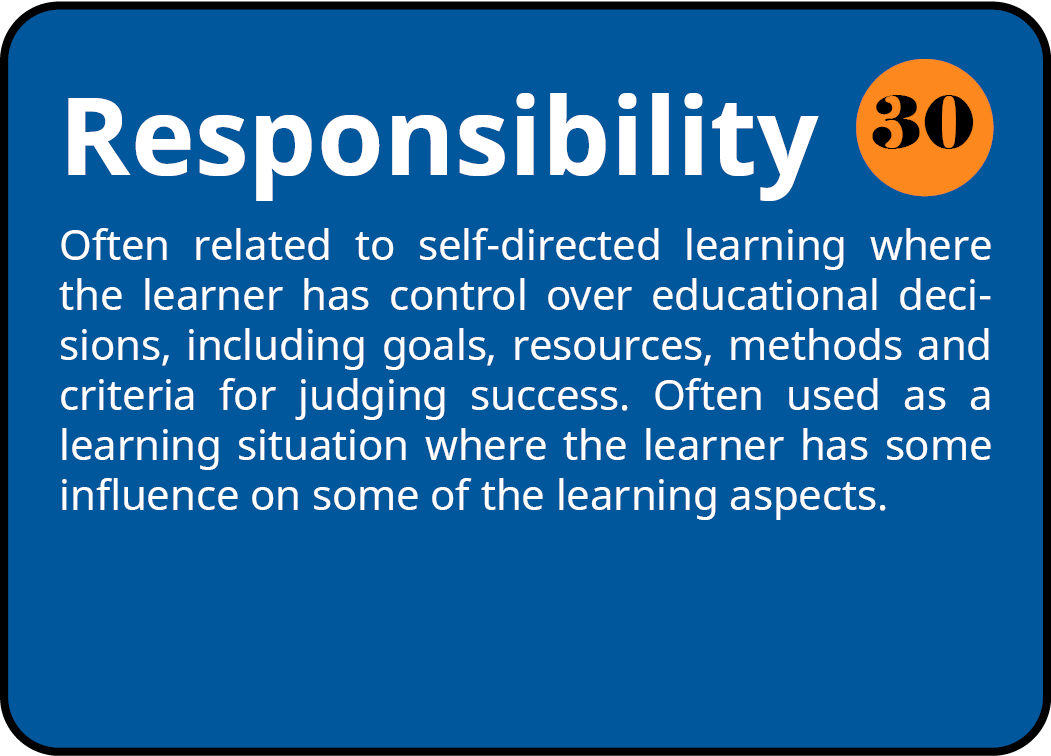 Responsibility 30
Often related to self-directed learning where
the learner has control over educational deci-
sions, including goals, resources, methods and
criteria for judging success. Often used as a
learning situation where the learner has some
influence on some of the learning aspects.